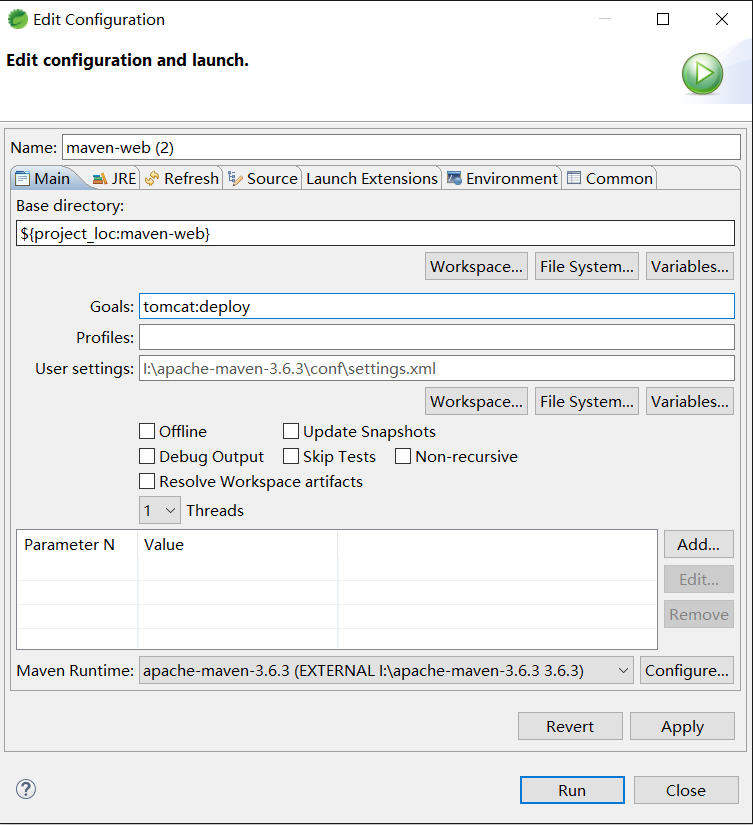 Edit Configuration
Edit configuration and launch.
Name: maven-web (2)
Main JRE Refresh Source Launch Extensions Environment Common
Base directory:
${project_loc:maven-web}
Workspace... File System... Variables...
Goals: tomcat:deploy
Profiles:
User settings: I:\apache-maven-3.6.3\conf\settings.xml
Workspace... File System... Variables...
Offline Update Snapshots
Debug Output Skip Tests Non-recursive
Resolve Workspace artifacts
1 Threads
Parameter N Value Add...
Edit...
Remove
Maven Runtime: apache-maven-3.6.3 (EXTERNAL I:\apache-maven-3.6.3 3.6.3) Configure...
Revert Apply
? Run Close